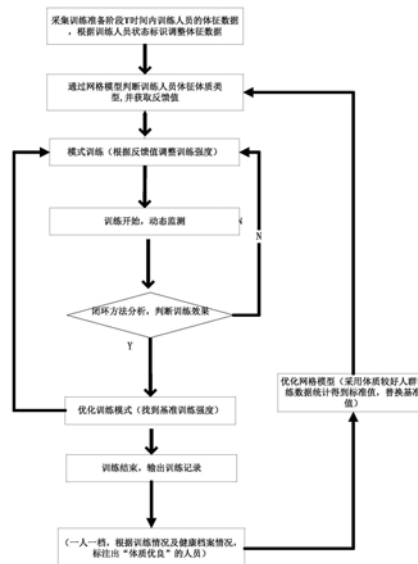 采集训练准备阶段T时间内训练人员的体征数据
，根据训练人员状态标识调整体征数据
通过网格模型判断训练人员体征体质类
型,并获取反馈值
模式训练（根据反馈值调整训练强度）
训练开始，动态监测
N
N
闭环方法分析，判断训练效果
Y
优化训练模式（找到基准训练强度）
优化网格模型（采用体质较好人群
练数据统计得到标准值，替换基准
值）
训练结束，输出训练记录
（一人一档，根据训练情况及健康档案情况，
标注出“体质优良”的人员）